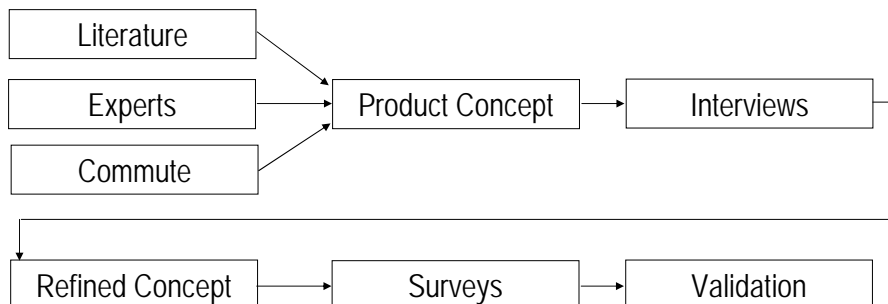 Literature
Experts
Product Concept
Interviews
Commute
Refined Concept
Surveys
Validation